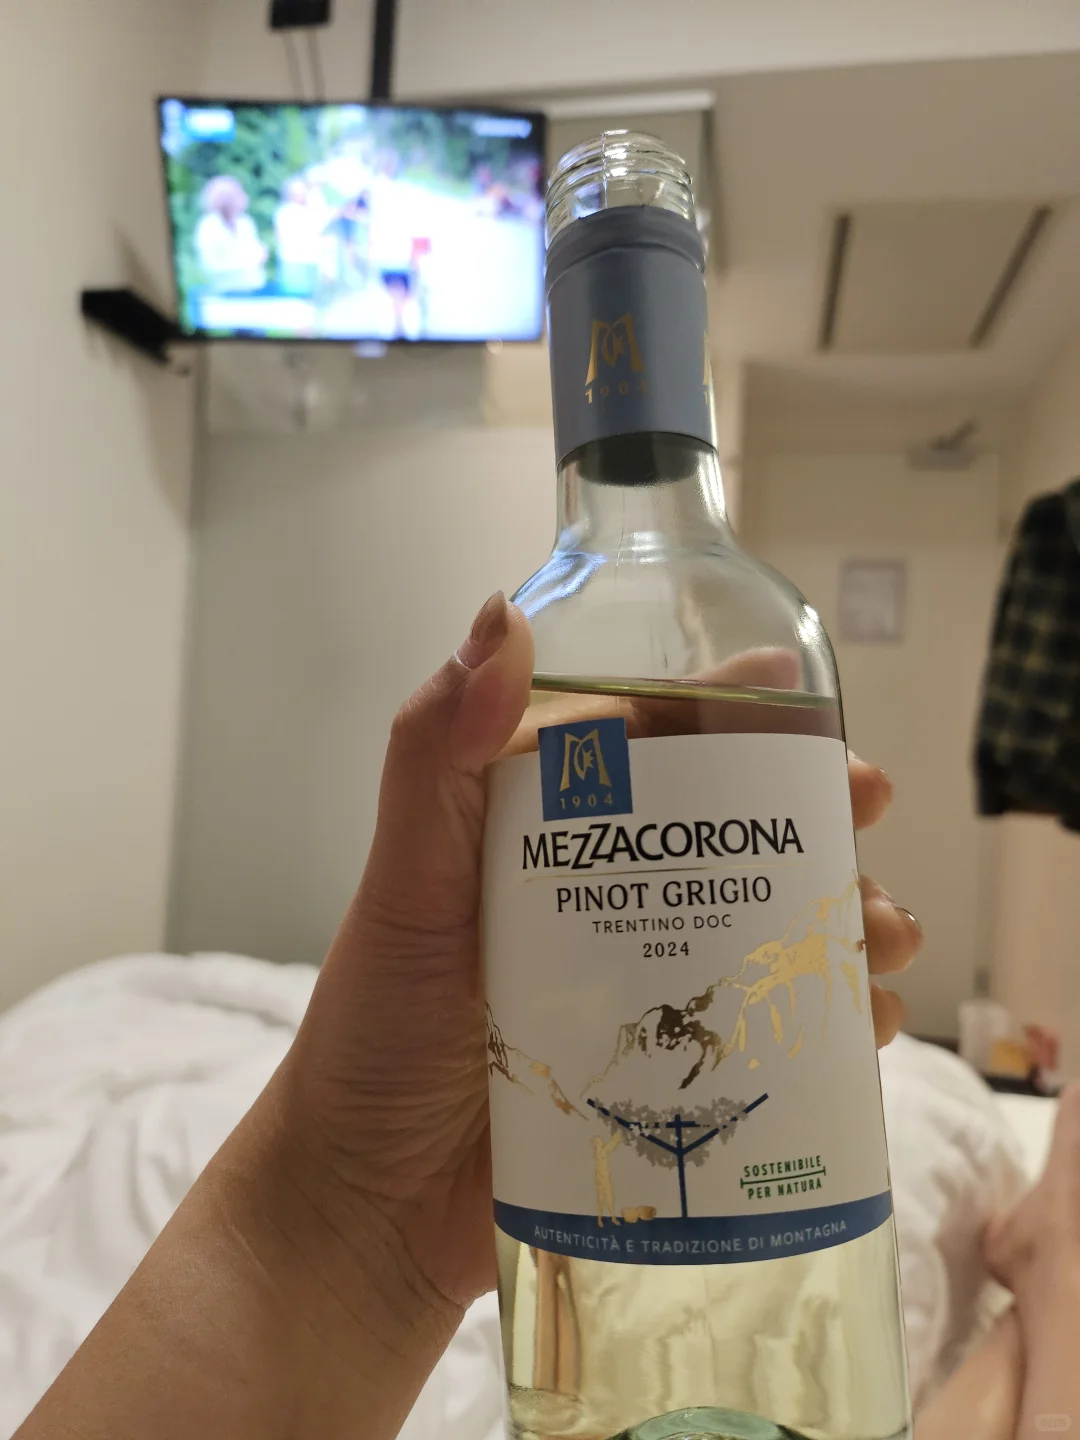 1904
1904
MEZZACORONA
PINOT GRIGIO
TRENTINO DOC
2024
SOSTENIBILE
PER NATURA
AUTENTICITÀ E TRADIZIONE DI MONTAGNA